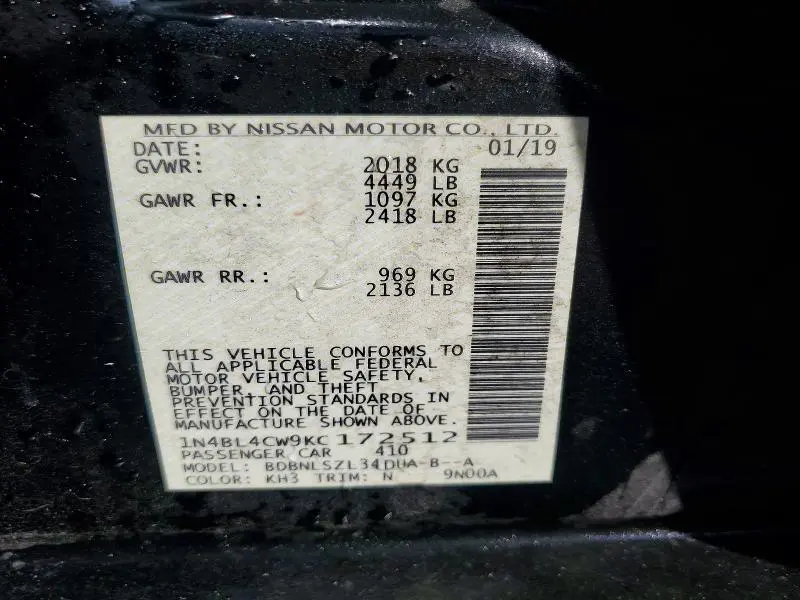 MFD BY NISSAN MOTOR CO., LTD.
DATE: 01/19
GVWR: 2018 KG
4449 LB
GAWR FR.: 1097 KG
2418 LB
GAWR RR.: 969 KG
2136 LB
THIS VEHICLE CONFORMS TO
ALL APPLICABLE FEDERAL
MOTOR VEHICLE SAFETY,
BUMPER, AND THEFT
PREVENTION STANDARDS IN
EFFECT ON THE DATE OF
MANUFACTURE SHOWN ABOVE.
1N4BL4CW9KC172512
PASSENGER CAR 410
MODEL: BDBNLSZL34DUA-B--A
COLOR: KH3 TRIM: N 9N00A